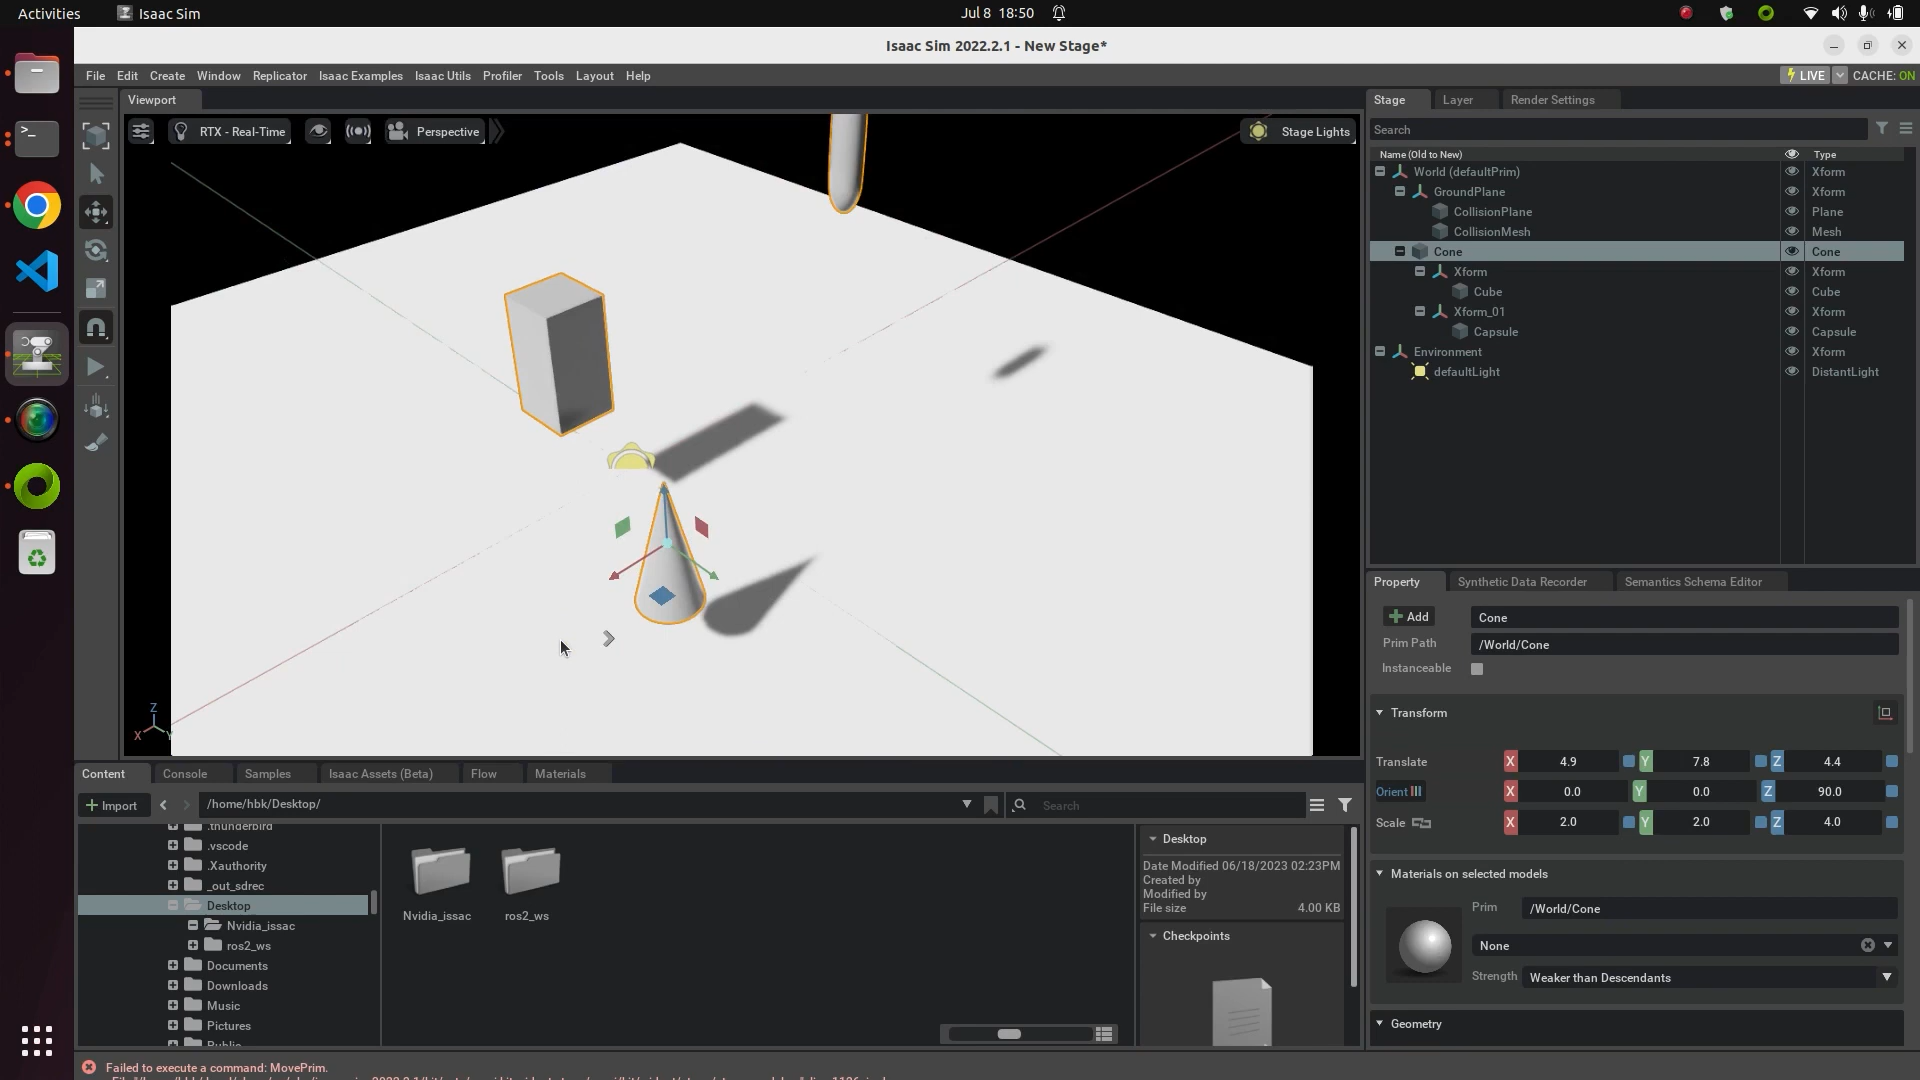 Activities
Isaac Sim
Jul 8 18:50
Isaac Sim 2022.2.1 - New Stage*
File Edit Create Window Replicator Isaac Examples Isaac Utils Profiler Tools Layout Help
LIVE
CACHE: ON
Viewport
RTX - Real-Time
Perspective
Stage Lights
Z
X
Y
Stage
Layer
Render Settings
Search
Name (Old to New)
Type
World (defaultPrim) Xform
GroundPlane Xform
CollisionPlane Plane
CollisionMesh Mesh
Cone Cone
Xform Xform
Cube Cube
Xform_01 Xform
Capsule Capsule
Environment Xform
defaultLight DistantLight
Property
Synthetic Data Recorder
Semantics Schema Editor
Add
Cone
Prim Path
/World/Cone
Instanceable
Transform
Translate X 4.9 Y 7.8 Z 4.4
Orient X 0.0 Y 0.0 Z 90.0
Scale X 2.0 Y 2.0 Z 4.0
Materials on selected models
Prim
/World/Cone
None
Strength
Weaker than Descendants
Geometry
Content
Console
Samples
Isaac Assets (Beta)
Flow
Materials
Import
/home/hbk/Desktop/
Search
.thunderbird
.vscode
.Xauthority
_out_sdrec
Desktop
Nvidia_issac
ros2_ws
Documents
Downloads
Music
Pictures
Public
Nvidia_issac
ros2_ws
Desktop
Date Modified 06/18/2023 02:23PM
Created by
Modified by
File size 4.00 KB
Checkpoints
Failed to execute a command: MovePrim.